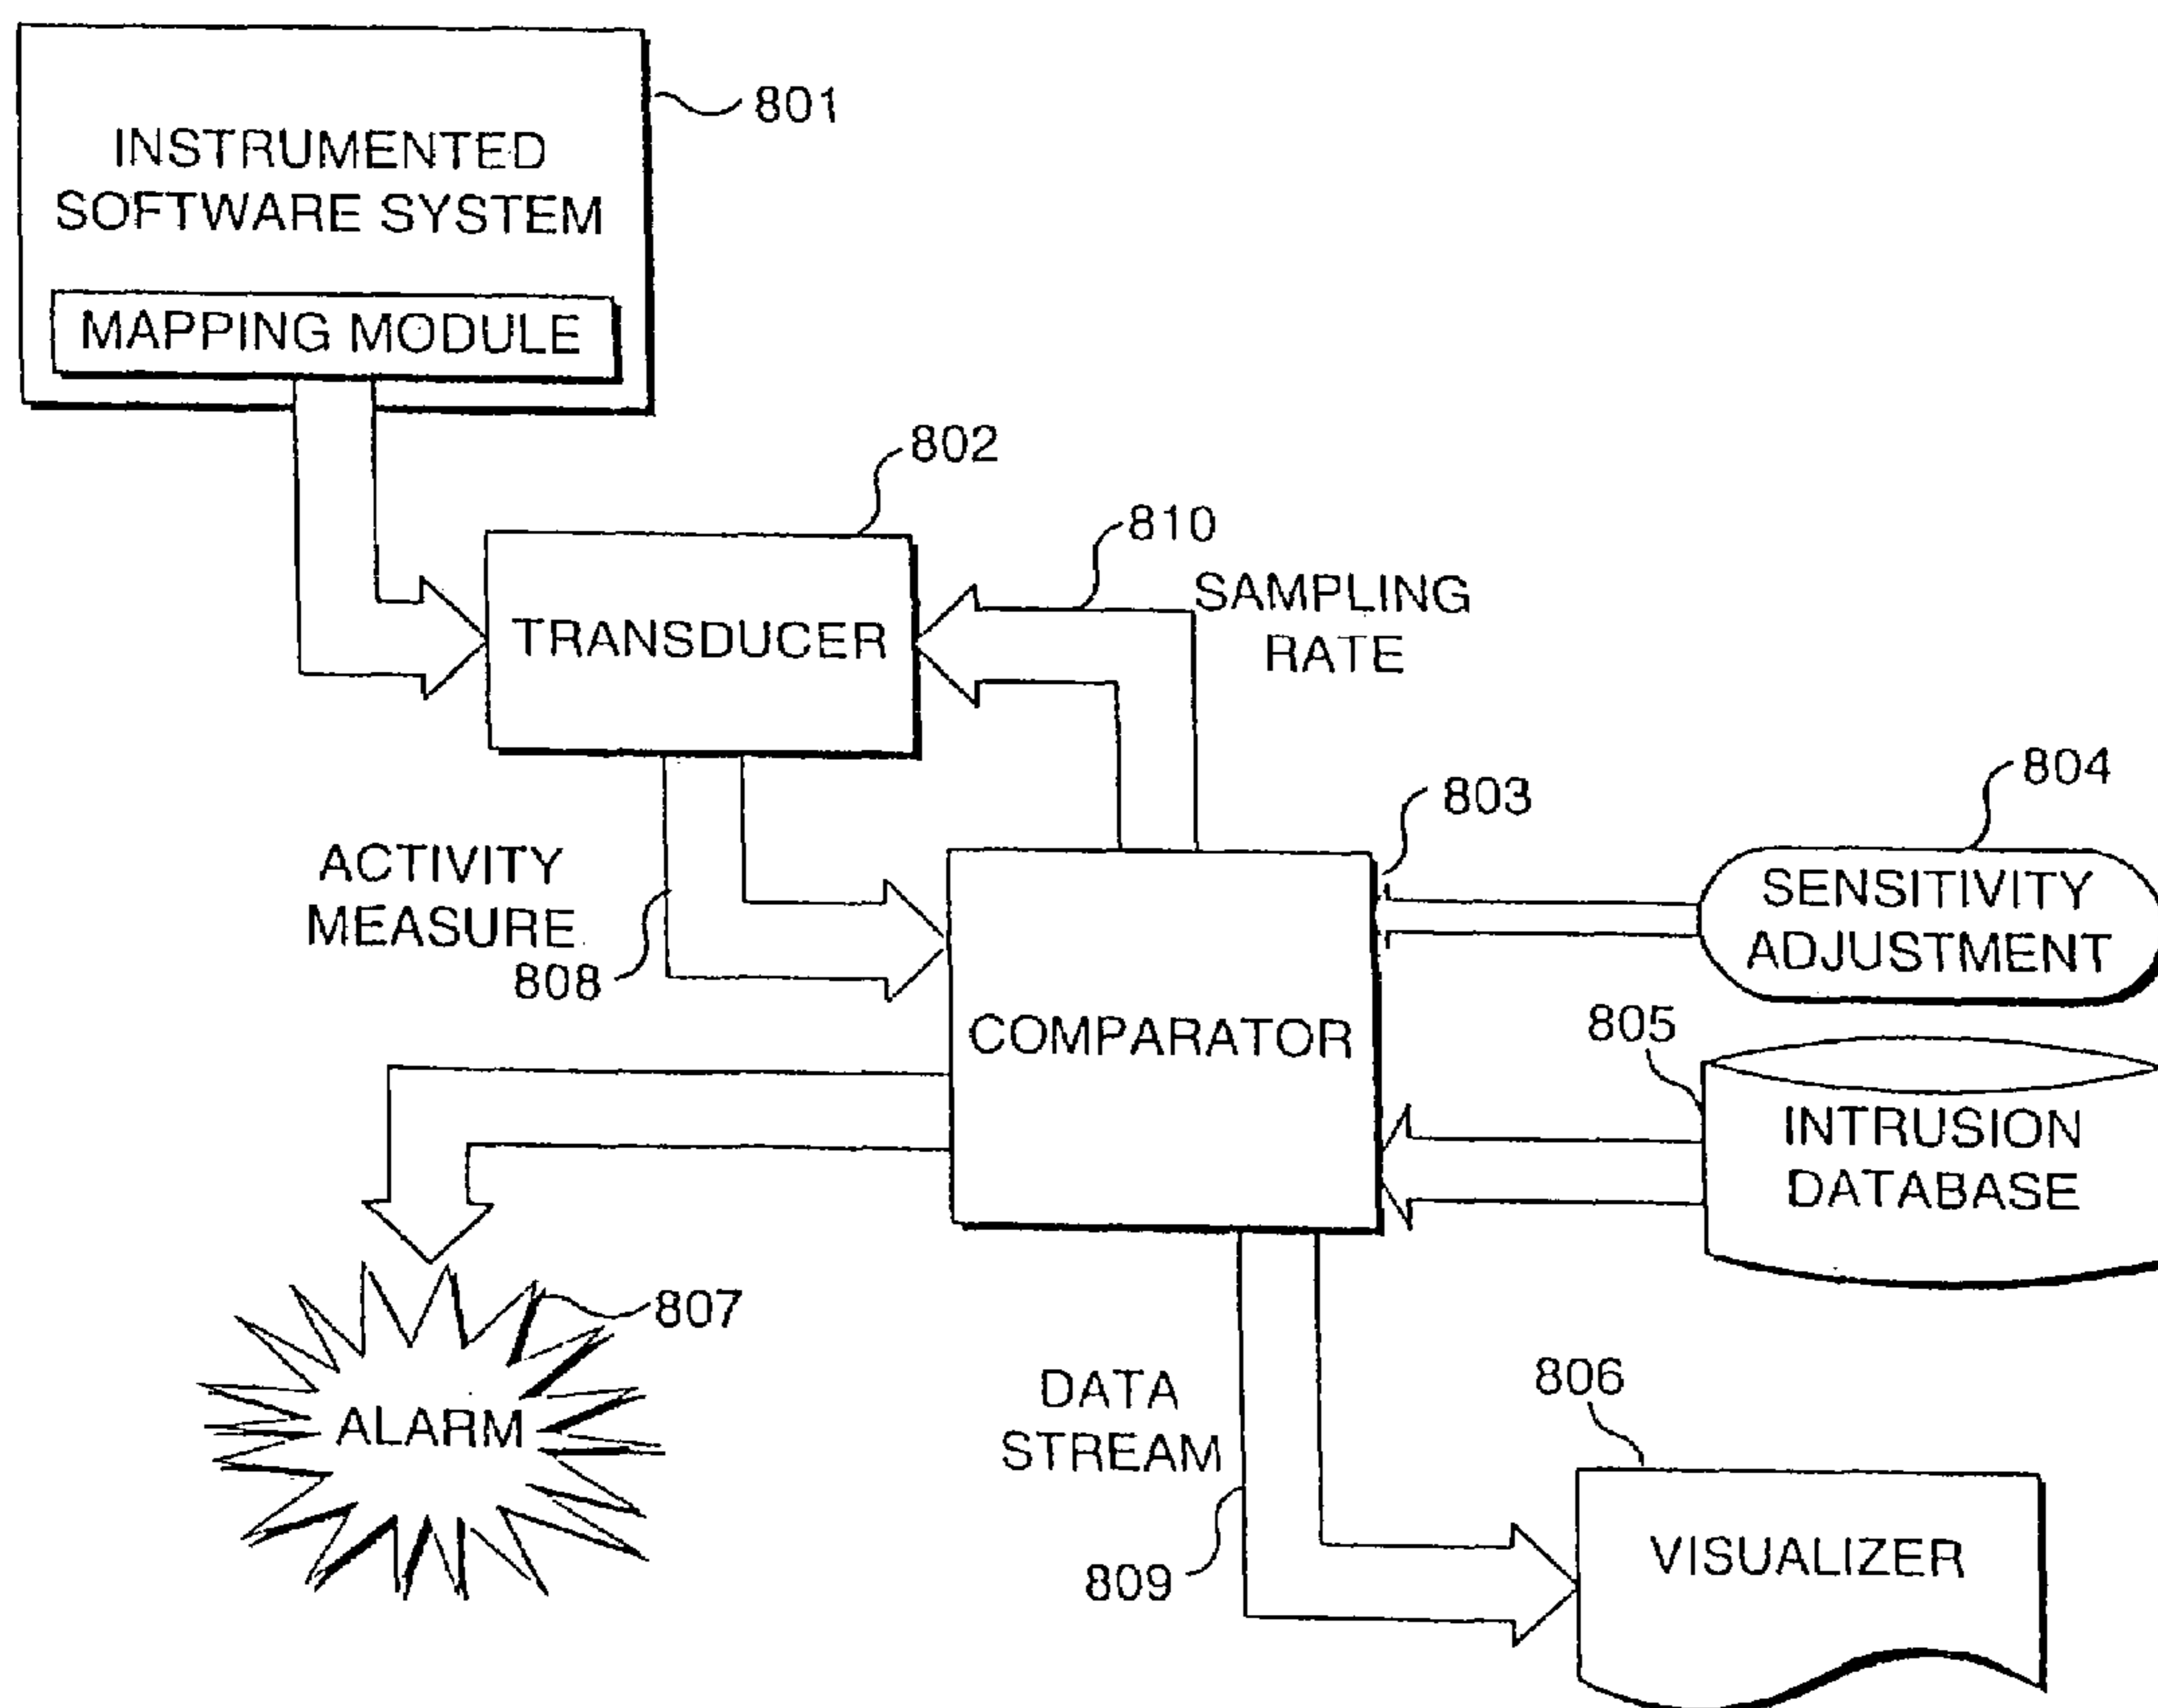 801
INSTRUMENTED
SOFTWARE SYSTEM
MAPPING MODULE
802
810
SAMPLING
RATE
TRANSDUCER
804
803
ACTIVITY
MEASURE
808
SENSITIVITY
ADJUSTMENT
805
COMPARATOR
INTRUSION
DATABASE
807
ALARM
DATA
STREAM
809
806
VISUALIZER